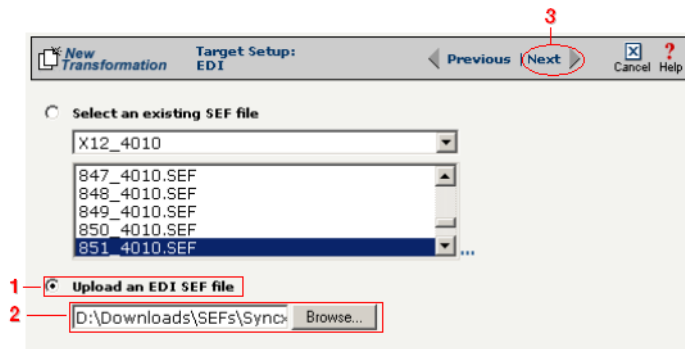 3
New Transformation
Target Setup: EDI
Previous
Next
Cancel
Help
Select an existing SEF file
X12_4010
847_4010.SEF
848_4010.SEF
849_4010.SEF
850_4010.SEF
851_4010.SEF
...
1
Upload an EDI SEF file
2
D:\Downloads\SEFs\Sync
Browse...